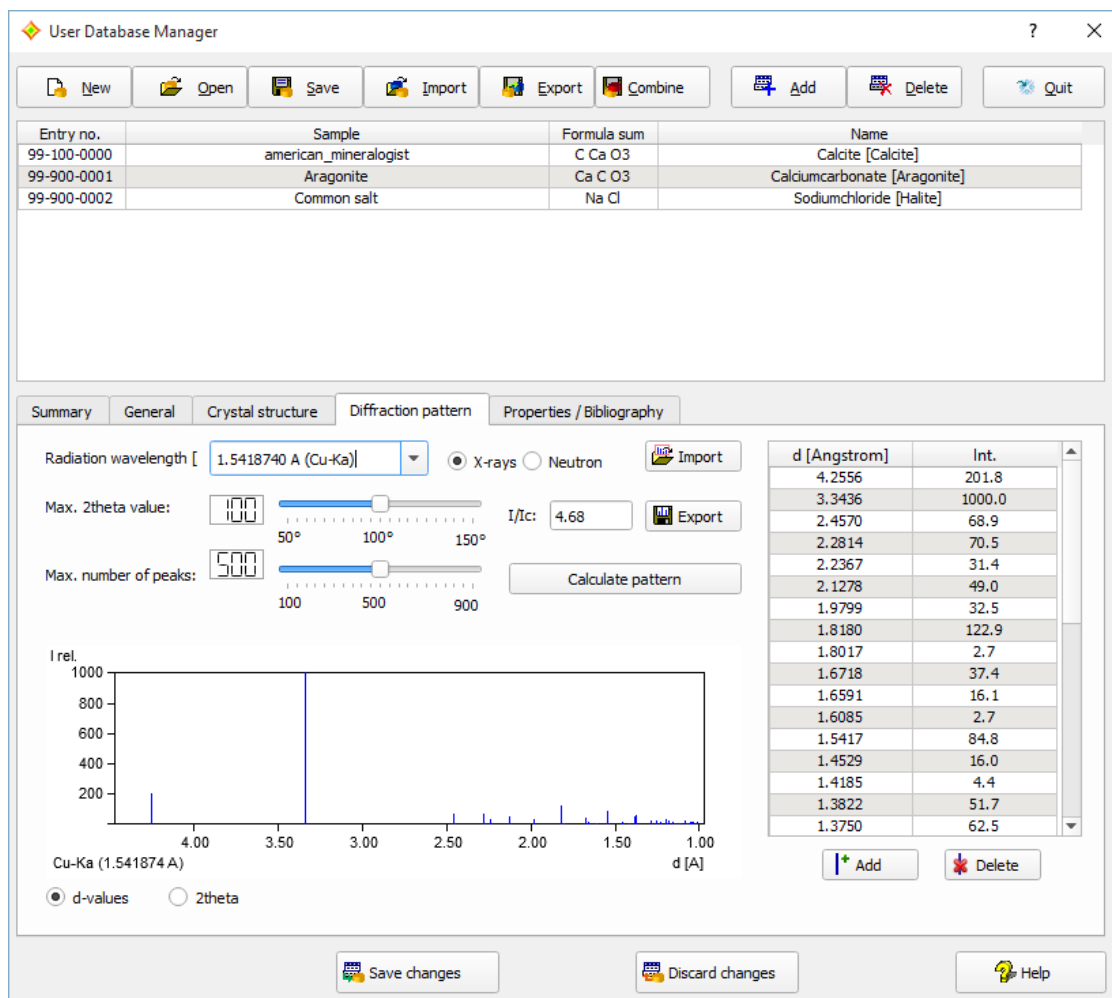 User Database Manager ?
New Open Save Import Export Combine Add Delete Quit
Entry no. Sample Formula sum Name
99-100-0000 american_mineralogist C Ca O3 Calcite [Calcite]
99-900-0001 Aragonite Ca C O3 Calciumcarbonate [Aragonite]
99-900-0002 Common salt Na Cl Sodiumchloride [Halite]
Summary General Crystal structure Diffraction pattern Properties / Bibliography
Radiation wavelength [ 1.5418740 A (Cu-Ka) X-rays Neutron Import
Max. 2theta value: 100 I/Ic: 4.68 Export
50° 100° 150°
Max. number of peaks: 500 Calculate pattern
100 500 900
d [Angstrom] Int.
4.2556 201.8
3.3436 1000.0
2.4570 68.9
2.2814 70.5
2.2367 31.4
2.1278 49.0
1.9799 32.5
1.8180 122.9
1.8017 2.7
1.6718 37.4
1.6591 16.1
1.6085 2.7
1.5417 84.8
1.4529 16.0
1.4185 4.4
1.3822 51.7
1.3750 62.5
Add Delete
I rel.
1000
800
600
400
200
4.00 3.50 3.00 2.50 2.00 1.50 1.00
Cu-Ka (1.541874 A) d [A]
d-values 2theta
Save changes Discard changes Help